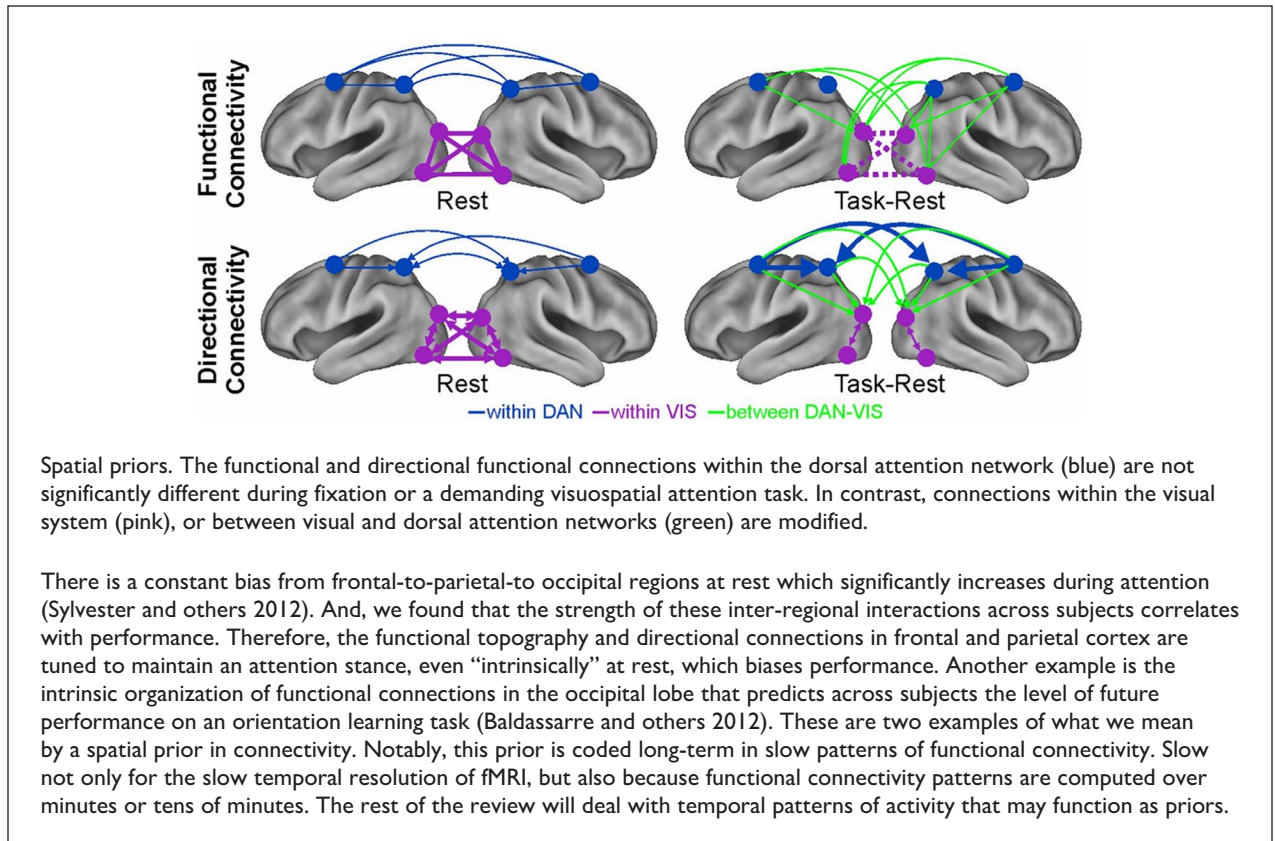 Functional
Connectivity
Rest
Task-Rest
Directional
Connectivity
Rest
Task-Rest
within DAN within VIS between DAN-VIS
Spatial priors. The functional and directional functional connections within the dorsal attention network (blue) are not
significantly different during fixation or a demanding visuospatial attention task. In contrast, connections within the visual
system (pink), or between visual and dorsal attention networks (green) are modified.
There is a constant bias from frontal-to-parietal-to occipital regions at rest which significantly increases during attention
(Sylvester and others 2012). And, we found that the strength of these inter-regional interactions across subjects correlates
with performance. Therefore, the functional topography and directional connections in frontal and parietal cortex are
tuned to maintain an attention stance, even “intrinsically” at rest, which biases performance. Another example is the
intrinsic organization of functional connections in the occipital lobe that predicts across subjects the level of future
performance on an orientation learning task (Baldassarre and others 2012). These are two examples of what we mean
by a spatial prior in connectivity. Notably, this prior is coded long-term in slow patterns of functional connectivity. Slow
not only for the slow temporal resolution of fMRI, but also because functional connectivity patterns are computed over
minutes or tens of minutes. The rest of the review will deal with temporal patterns of activity that may function as priors.